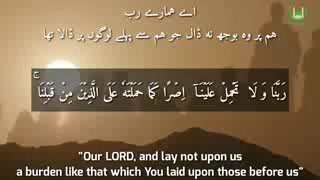 اے ہمارے رب
ہم پر وہ بوجھ نہ ڈال جو ہم سے پہلے لوگوں پر ڈالا تھا
رَبَّنَا وَ لَا تَحْمِلْ عَلَيْنَاۤ اِصْرًا كَمَا حَمَلْتَهٗ عَلَى الَّذِيْنَ مِنْ قَبْلِنَا ۚ
"Our LORD, and lay not upon us
a burden like that which You laid upon those before us"